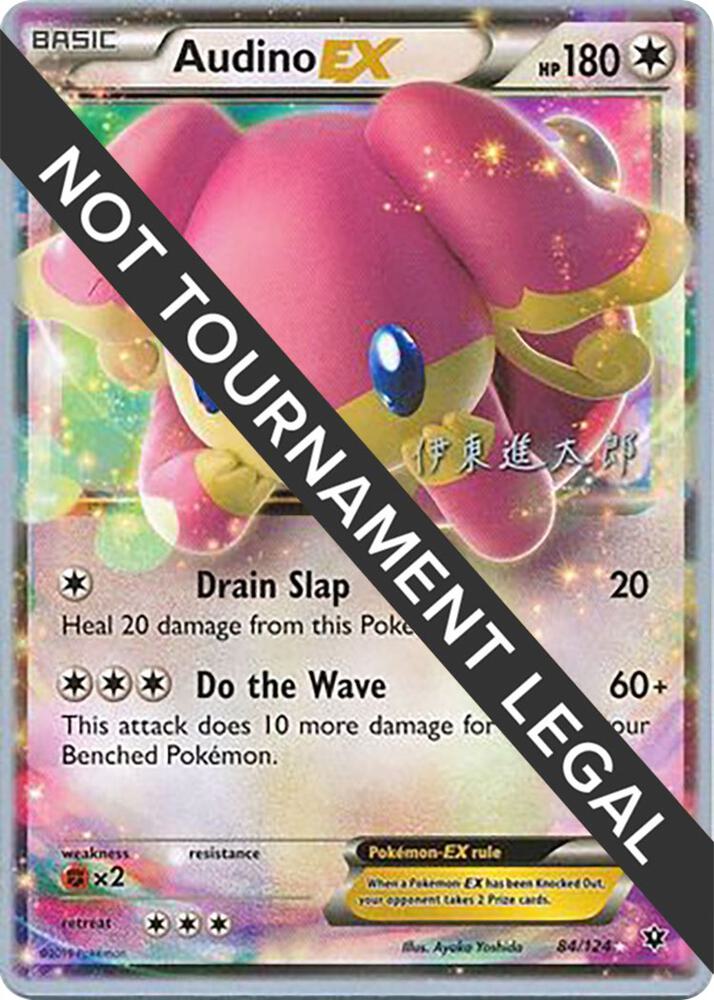 BASIC
Audino EX
HP 180
NOT TOURNAMENT LEGAL
伊東進太郎
Drain Slap 20
Heal 20 damage from this Poké
Do the Wave 60+
This attack does 10 more damage for our
Benched Pokémon.
weakness resistance
×2
retreat
Pokémon-EX rule
When a Pokémon-EX has been Knocked Out,
your opponent takes 2 Prize cards.
Illus. Ayaka Yoshida 84/124